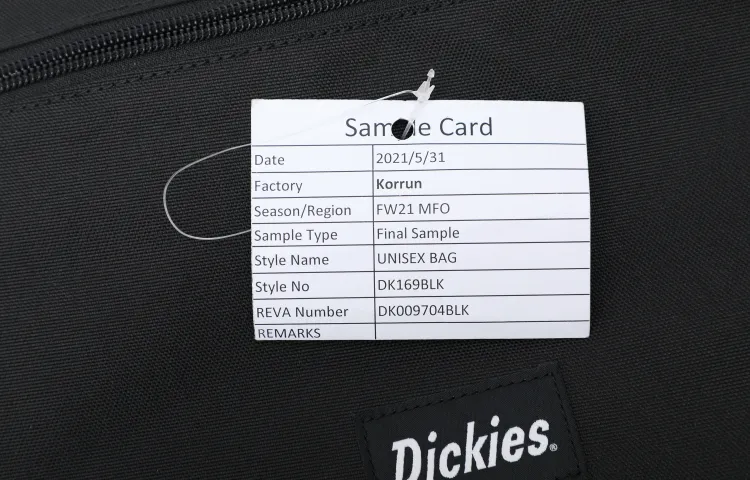 Sample Card
Date 2021/5/31
Factory Korrun
Season/Region FW21 MFO
Sample Type Final Sample
Style Name UNISEX BAG
Style No DK169BLK
REVA Number DK009704BLK
REMARKS
Dickies®